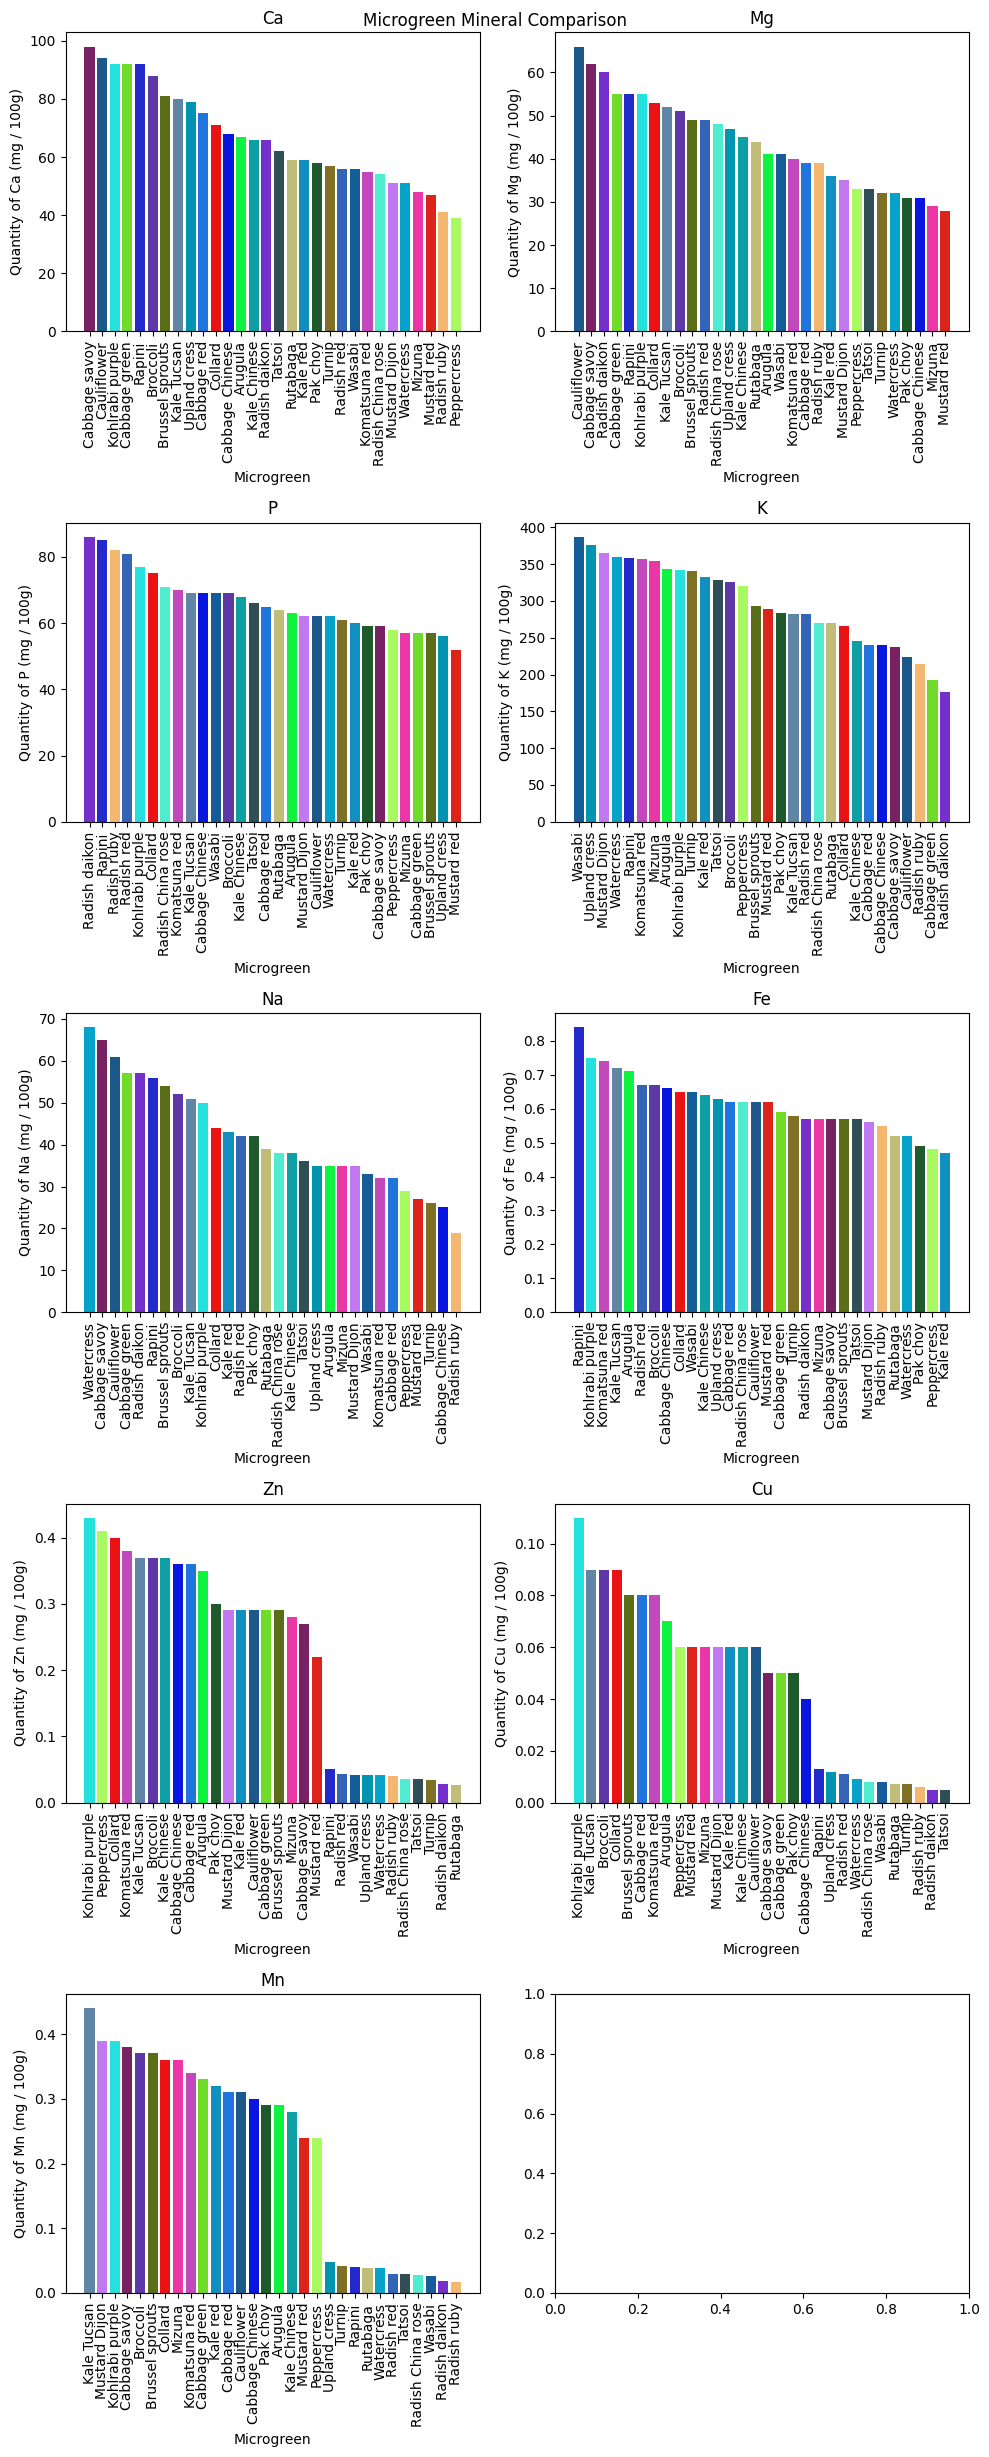 Microgreen Mineral Comparison
Ca
Quantity of Ca (mg / 100g)
100
80
60
40
20
0
Cabbage savoy
Cauliflower
Kohlrabi purple
Cabbage green
Rapini
Broccoli
Brussel sprouts
Kale Tucsan
Upland cress
Cabbage red
Collard
Cabbage Chinese
Arugula
Kale Chinese
Radish daikon
Tatsoi
Rutabaga
Kale red
Pak choy
Turnip
Radish red
Wasabi
Komatsuna red
Radish China rose
Mustard Dijon
Watercress
Mizuna
Mustard red
Radish ruby
Peppercress
Microgreen
Mg
Quantity of Mg (mg / 100g)
60
50
40
30
20
10
0
Cauliflower
Cabbage savoy
Radish daikon
Cabbage green
Rapini
Kohlrabi purple
Collard
Kale Tucsan
Broccoli
Brussel sprouts
Radish red
Radish China rose
Upland cress
Kale Chinese
Rutabaga
Arugula
Wasabi
Komatsuna red
Cabbage red
Radish ruby
Kale red
Mustard Dijon
Peppercress
Tatsoi
Turnip
Watercress
Pak choy
Cabbage Chinese
Mizuna
Mustard red
Microgreen
P
Quantity of P (mg / 100g)
80
60
40
20
0
Radish daikon
Rapini
Radish ruby
Radish red
Kohlrabi purple
Collard
Radish China rose
Komatsuna red
Kale Tucsan
Cabbage Chinese
Wasabi
Broccoli
Kale Chinese
Tatsoi
Cabbage red
Rutabaga
Arugula
Mustard Dijon
Cauliflower
Watercress
Turnip
Kale red
Pak choy
Cabbage savoy
Peppercress
Mizuna
Cabbage green
Brussel sprouts
Upland cress
Mustard red
Microgreen
K
Quantity of K (mg / 100g)
400
350
300
250
200
150
100
50
0
Wasabi
Upland cress
Mustard Dijon
Watercress
Rapini
Komatsuna red
Mizuna
Arugula
Kohlrabi purple
Turnip
Kale red
Tatsoi
Broccoli
Peppercress
Brussel sprouts
Mustard red
Pak choy
Kale Tucsan
Radish red
Radish China rose
Rutabaga
Collard
Kale Chinese
Cabbage red
Cabbage Chinese
Cabbage savoy
Cauliflower
Radish ruby
Cabbage green
Radish daikon
Microgreen
Na
Quantity of Na (mg / 100g)
70
60
50
40
30
20
10
0
Watercress
Cabbage savoy
Cauliflower
Cabbage green
Radish daikon
Rapini
Brussel sprouts
Broccoli
Kale Tucsan
Kohlrabi purple
Collard
Kale red
Radish red
Pak choy
Rutabaga
Radish China rose
Kale Chinese
Tatsoi
Upland cress
Arugula
Mizuna
Mustard Dijon
Wasabi
Komatsuna red
Cabbage red
Peppercress
Mustard red
Turnip
Cabbage Chinese
Radish ruby
Microgreen
Fe
Quantity of Fe (mg / 100g)
0.8
0.7
0.6
0.5
0.4
0.3
0.2
0.1
0.0
Rapini
Kohlrabi purple
Komatsuna red
Kale Tucsan
Arugula
Radish red
Broccoli
Cabbage Chinese
Collard
Wasabi
Kale Chinese
Upland cress
Cabbage red
Radish China rose
Cauliflower
Mustard red
Cabbage green
Turnip
Radish daikon
Mizuna
Cabbage savoy
Brussel sprouts
Tatsoi
Mustard Dijon
Radish ruby
Rutabaga
Watercress
Pak choy
Peppercress
Kale red
Microgreen
Zn
Quantity of Zn (mg / 100g)
0.4
0.3
0.2
0.1
0.0
Kohlrabi purple
Peppercress
Collard
Komatsuna red
Kale Tucsan
Broccoli
Kale Chinese
Cabbage Chinese
Cabbage red
Arugula
Pak choy
Mustard Dijon
Kale red
Cauliflower
Cabbage green
Brussel sprouts
Mizuna
Cabbage savoy
Mustard red
Rapini
Radish red
Wasabi
Upland cress
Watercress
Radish ruby
Radish China rose
Tatsoi
Turnip
Radish daikon
Rutabaga
Microgreen
Cu
Quantity of Cu (mg / 100g)
0.10
0.08
0.06
0.04
0.02
0.00
Kohlrabi purple
Kale Tucsan
Broccoli
Collard
Brussel sprouts
Cabbage red
Komatsuna red
Arugula
Peppercress
Mustard red
Mizuna
Mustard Dijon
Kale red
Kale Chinese
Cauliflower
Cabbage savoy
Cabbage green
Pak choy
Cabbage Chinese
Rapini
Upland cress
Radish red
Watercress
Radish China rose
Wasabi
Rutabaga
Turnip
Radish ruby
Radish daikon
Tatsoi
Microgreen
Mn
Quantity of Mn (mg / 100g)
0.4
0.3
0.2
0.1
0.0
Kale Tucsan
Mustard Dijon
Kohlrabi purple
Cabbage savoy
Broccoli
Brussel sprouts
Collard
Mizuna
Komatsuna red
Cabbage green
Kale red
Cabbage red
Cauliflower
Cabbage Chinese
Pak choy
Arugula
Kale Chinese
Mustard red
Peppercress
Upland cress
Turnip
Rapini
Rutabaga
Watercress
Radish red
Tatsoi
Radish China rose
Wasabi
Radish daikon
Radish ruby
Microgreen
1.0
0.8
0.6
0.4
0.2
0.0
0.0 0.2 0.4 0.6 0.8 1.0